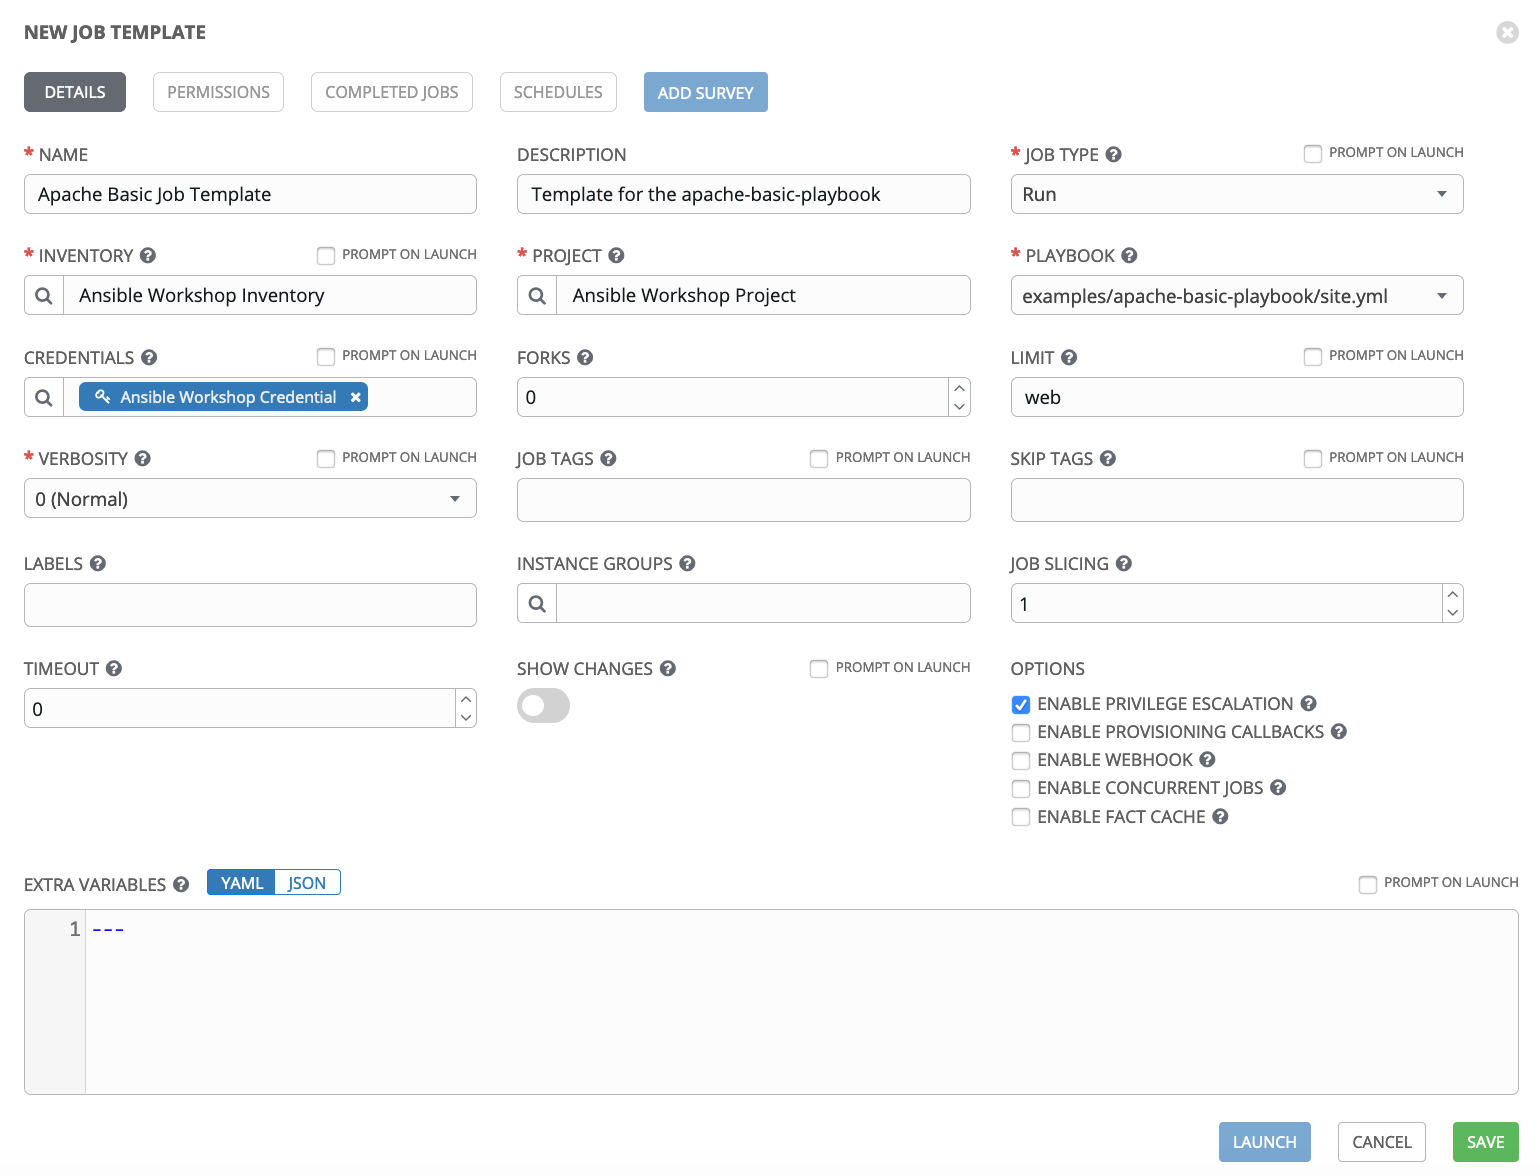 NEW JOB TEMPLATE
DETAILS PERMISSIONS COMPLETED JOBS SCHEDULES ADD SURVEY
* NAME DESCRIPTION * JOB TYPE PROMPT ON LAUNCH
Apache Basic Job Template Template for the apache-basic-playbook Run
* INVENTORY PROMPT ON LAUNCH * PROJECT * PLAYBOOK
Ansible Workshop Inventory Ansible Workshop Project examples/apache-basic-playbook/site.yml
CREDENTIALS PROMPT ON LAUNCH FORKS LIMIT PROMPT ON LAUNCH
Ansible Workshop Credential 0 web
* VERBOSITY PROMPT ON LAUNCH JOB TAGS PROMPT ON LAUNCH SKIP TAGS PROMPT ON LAUNCH
0 (Normal)
LABELS INSTANCE GROUPS JOB SLICING
1
TIMEOUT SHOW CHANGES PROMPT ON LAUNCH OPTIONS
0
ENABLE PRIVILEGE ESCALATION
ENABLE PROVISIONING CALLBACKS
ENABLE WEBHOOK
ENABLE CONCURRENT JOBS
ENABLE FACT CACHE
EXTRA VARIABLES YAML JSON PROMPT ON LAUNCH
1 ---
LAUNCH CANCEL SAVE